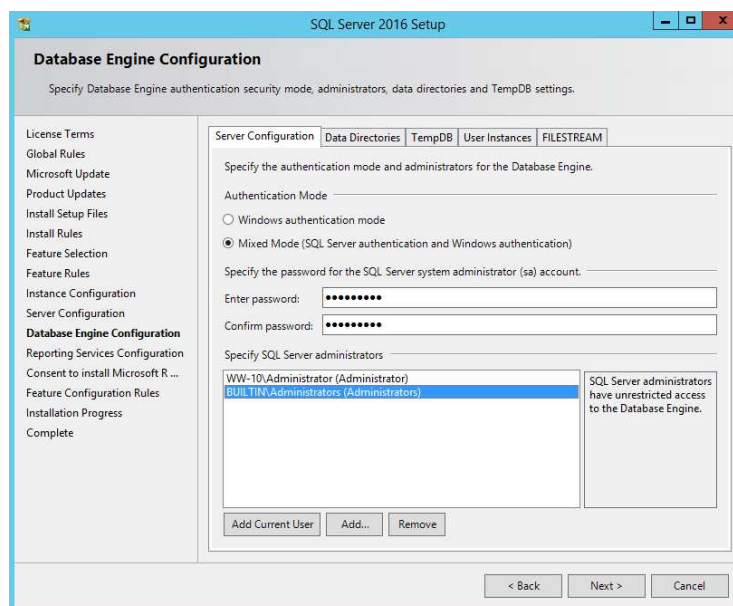 SQL Server 2016 Setup
Database Engine Configuration
Specify Database Engine authentication security mode, administrators, data directories and TempDB settings.
License Terms
Global Rules
Microsoft Update
Product Updates
Install Setup Files
Install Rules
Feature Selection
Feature Rules
Instance Configuration
Server Configuration
Database Engine Configuration
Reporting Services Configuration
Consent to install Microsoft R ...
Feature Configuration Rules
Installation Progress
Complete
Server Configuration Data Directories TempDB User Instances FILESTREAM
Specify the authentication mode and administrators for the Database Engine.
Authentication Mode
Windows authentication mode
Mixed Mode (SQL Server authentication and Windows authentication)
Specify the password for the SQL Server system administrator (sa) account.
Enter password: ●●●●●●●●●
Confirm password: ●●●●●●●●●
Specify SQL Server administrators
WW-10\Administrator (Administrator)
BUILTIN\Administrators (Administrators)
SQL Server administrators
have unrestricted access
to the Database Engine.
Add Current User Add... Remove
< Back Next > Cancel